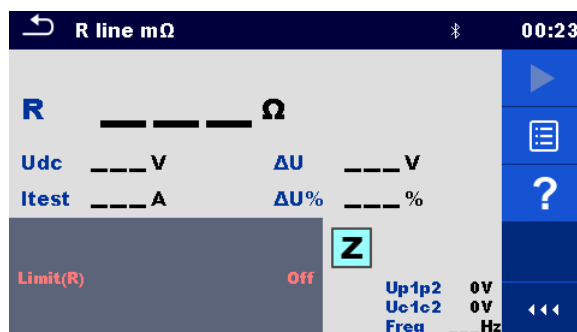 R line mΩ 00:23
R ___ Ω
Udc ___V ΔU ___V
Itest ___A ΔU% ___%
?
Z
Limit(R) Off
Up1p2 0V
Uc1c2 0V
Freq ___Hz